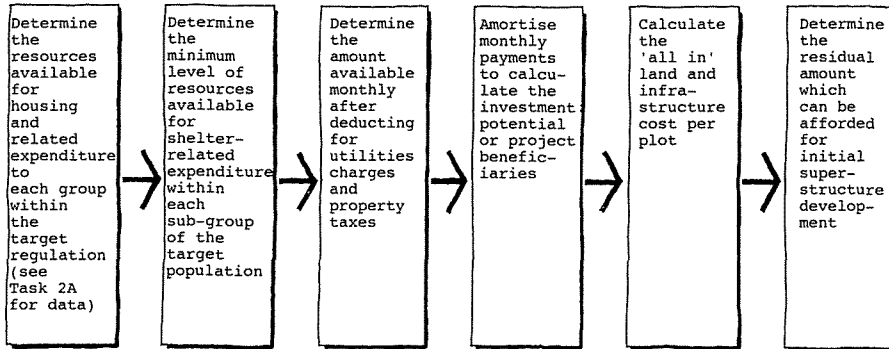 Determine
the
resources
available
for
housing
and
related
expenditure
to
each group
within
the
target
regulation
(see
Task 2A
for data)
Determine
the
minimum
level of
resources
available
for
shelter-
related
expenditure
within
each
sub-group
of the
target
population
Determine
the
amount
available
monthly
after
deducting
for
utilities
charges
and
property
taxes
Amortise
monthly
payments
to calcu-
late the
investment
potential
or project
benefic-
iaries
Calculate
the
'all in'
land and
infra-
structure
cost per
plot
Determine
the
residual
amount
which
can be
afforded
for
initial
super-
structure
develop-
ment